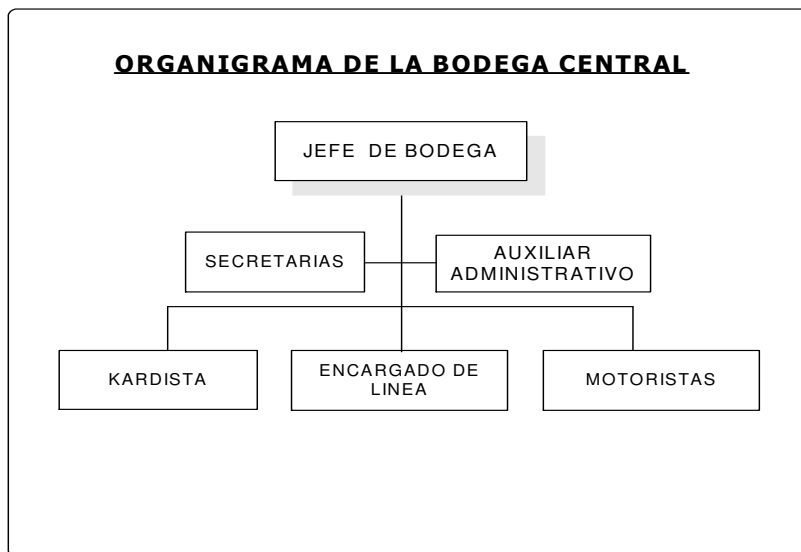 ORGANIGRAMA DE LA BODEGA CENTRAL
JEFE DE BODEGA
SECRETARIAS
AUXILIAR
ADMINISTRATIVO
KARDISTA
ENCARGADO DE
LINEA
MOTORISTAS